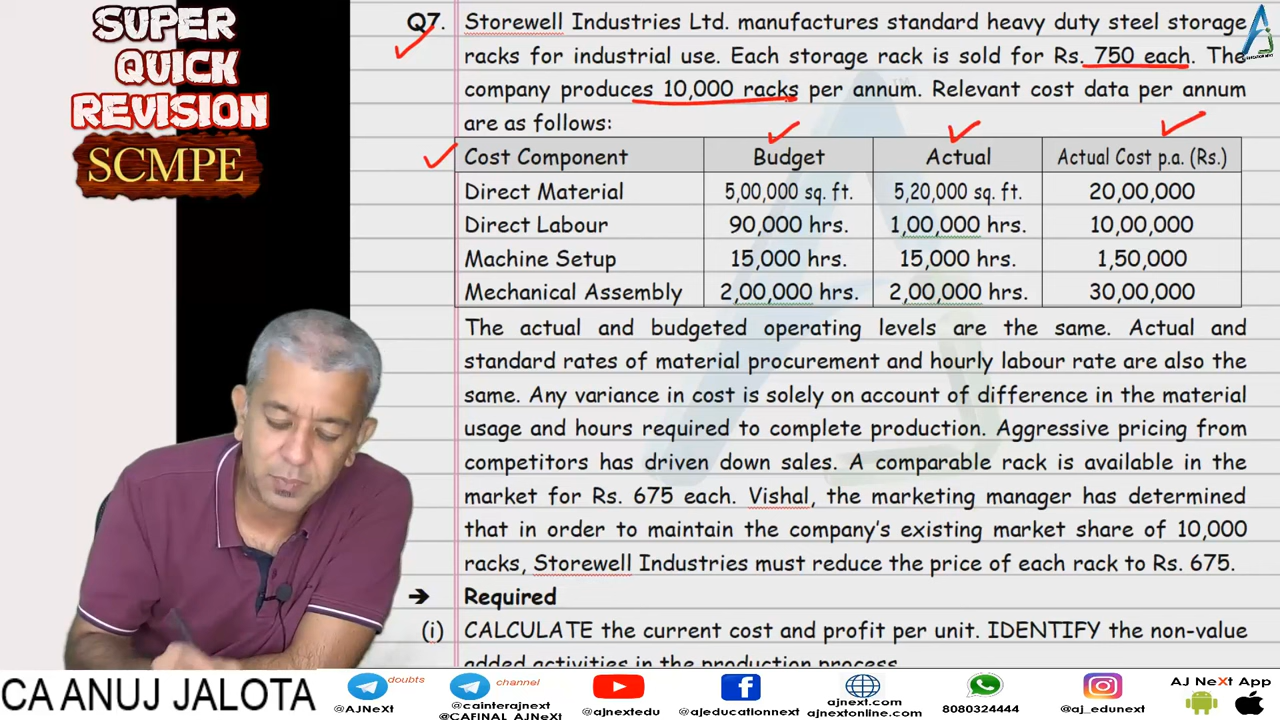 SUPER
QUICK
REVISION
SCMPE
Q7. Storewell Industries Ltd. manufactures standard heavy duty steel storage
racks for industrial use. Each storage rack is sold for Rs. 750 each. The
company produces 10,000 racks per annum. Relevant cost data per annum
are as follows:
Cost Component Budget Actual Actual Cost p.a. (Rs.)
Direct Material 5,00,000 sq. ft. 5,20,000 sq. ft. 20,00,000
Direct Labour 90,000 hrs. 1,00,000 hrs. 10,00,000
Machine Setup 15,000 hrs. 15,000 hrs. 1,50,000
Mechanical Assembly 2,00,000 hrs. 2,00,000 hrs. 30,00,000
The actual and budgeted operating levels are the same. Actual and
standard rates of material procurement and hourly labour rate are also the
same. Any variance in cost is solely on account of difference in the material
usage and hours required to complete production. Aggressive pricing from
competitors has driven down sales. A comparable rack is available in the
market for Rs. 675 each. Vishal, the marketing manager has determined
that in order to maintain the company's existing market share of 10,000
racks, Storewell Industries must reduce the price of each rack to Rs. 675.
→ Required
(i) CALCULATE the current cost and profit per unit. IDENTIFY the non-value
added activities in the production process.
CA ANUJ JALOTA
doubts
@AJNeXt
channel
@cainterajnext
@CAFINAL_AJNeXt
@ajnextedu
@ajeducationnext
ajnext.com
ajnextonline.com
8080324444
@aj_edunext
AJ NeXt App